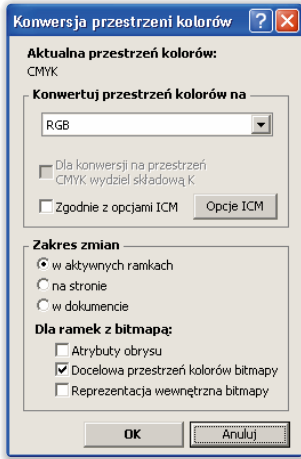 Konwersja przestrzeni kolorów
Aktualna przestrzeń kolorów:
CMYK
Konwertuj przestrzeń kolorów na
RGB
Dla konwersji na przestrzeń
CMYK wydziel składową K
Zgodnie z opcjami ICM
Opcje ICM
Zakres zmian
w aktywnych ramkach
na stronie
w dokumencie
Dla ramek z bitmapą:
Atrybuty obrysu
Docelowa przestrzeń kolorów bitmapy
Reprezentacja wewnętrzna bitmapy
OK
Anuluj